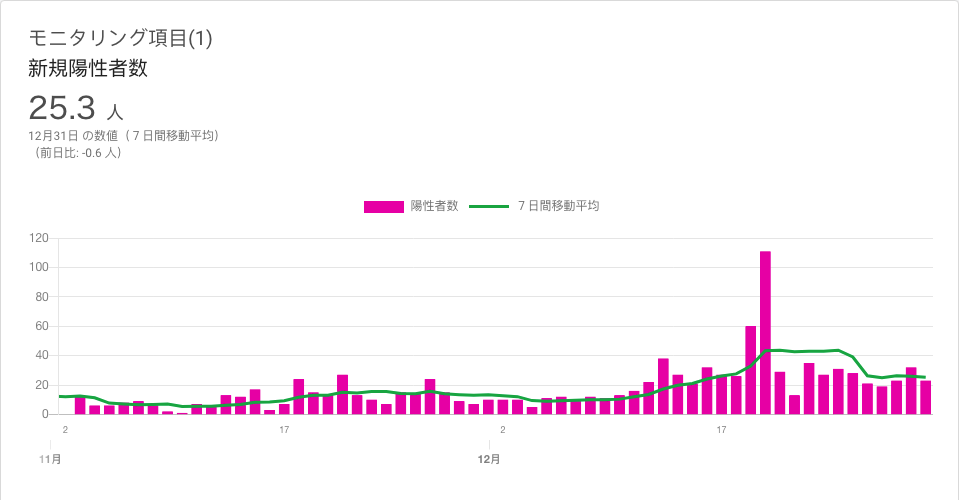 モニタリング項目(1)
新規陽性者数
25.3 人
12月31日 の数値（７日間移動平均）
（前日比: -0.6 人）
陽性者数 ７日間移動平均
120
100
80
60
40
20
0
2 17 2 17
11月 12月